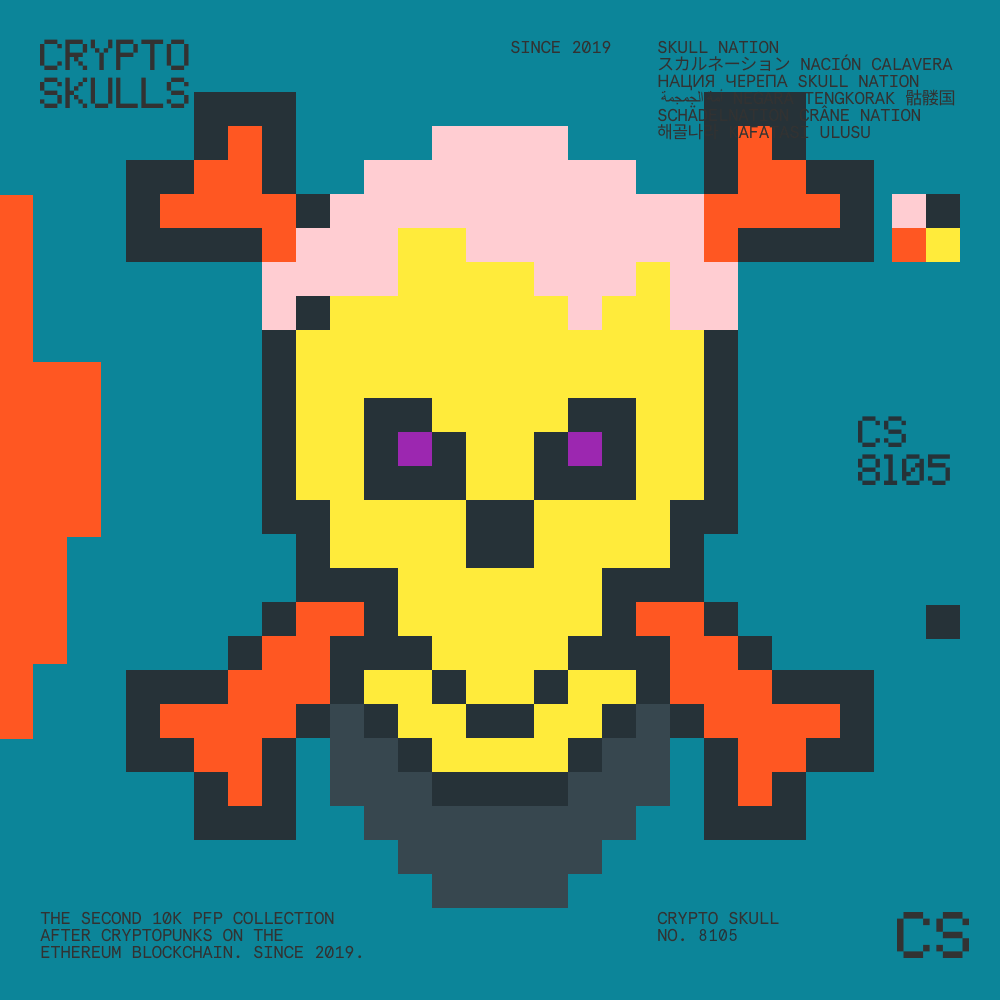 CRYPTO
SKULLS
SINCE 2019
SKULL NATION
スカルネーション NACIÓN CALAVERA
НАЦИЯ ЧЕРЕПА SKULL NATION
TENGKORAK 骷髅国
CRÂNE NATION
ULUSU
CS
8105
THE SECOND 10K PFP COLLECTION
AFTER CRYPTOPUNKS ON THE
ETHEREUM BLOCKCHAIN. SINCE 2019.
CRYPTO SKULL
NO. 8105
CS